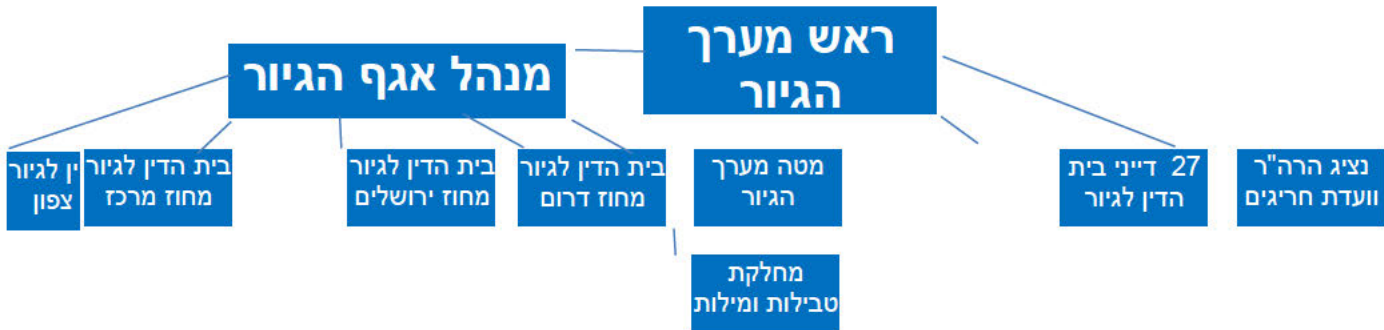 ראש מערך
הגיור
מנהל אגף הגיור
נציג הרה"ר
וועדת חריגים
27 דייני בית
הדין לגיור
מטה מערך
הגיור
בית הדין לגיור
מחוז דרום
בית הדין לגיור
מחוז ירושלים
בית הדין לגיור
מחוז מרכז
ין לגיור
צפון
מחלקת
טבילות ומילות